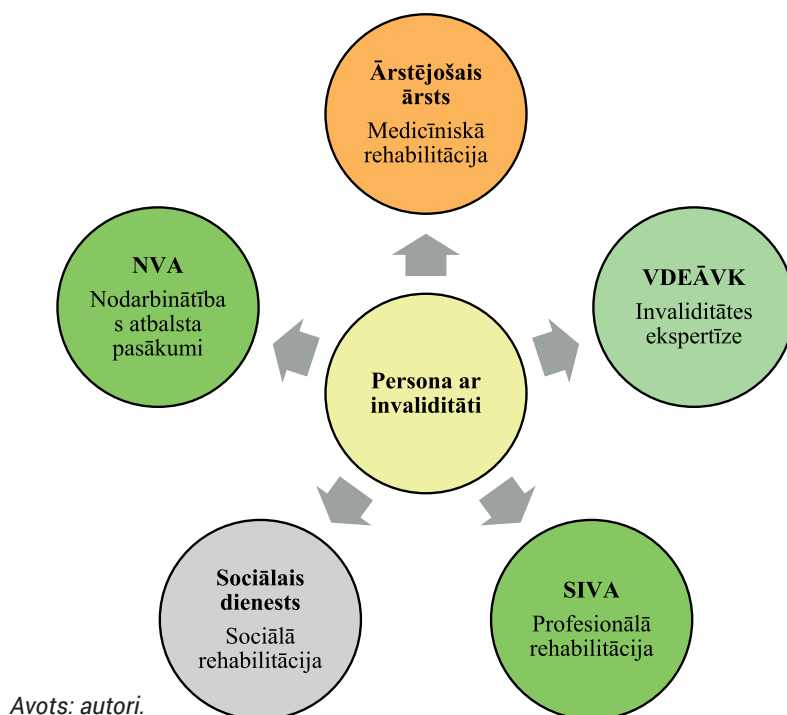 Ārstējošais
ārsts
Medicīniskā
rehabilitācija
NVA
Nodarbinātība
s atbalsta
pasākumi
VDEĀVK
Invaliditātes
ekspertīze
Persona ar
invaliditāti
Sociālais
dienests
Sociālā
rehabilitācija
SIVA
Profesionālā
rehabilitācija
Avots: autori.